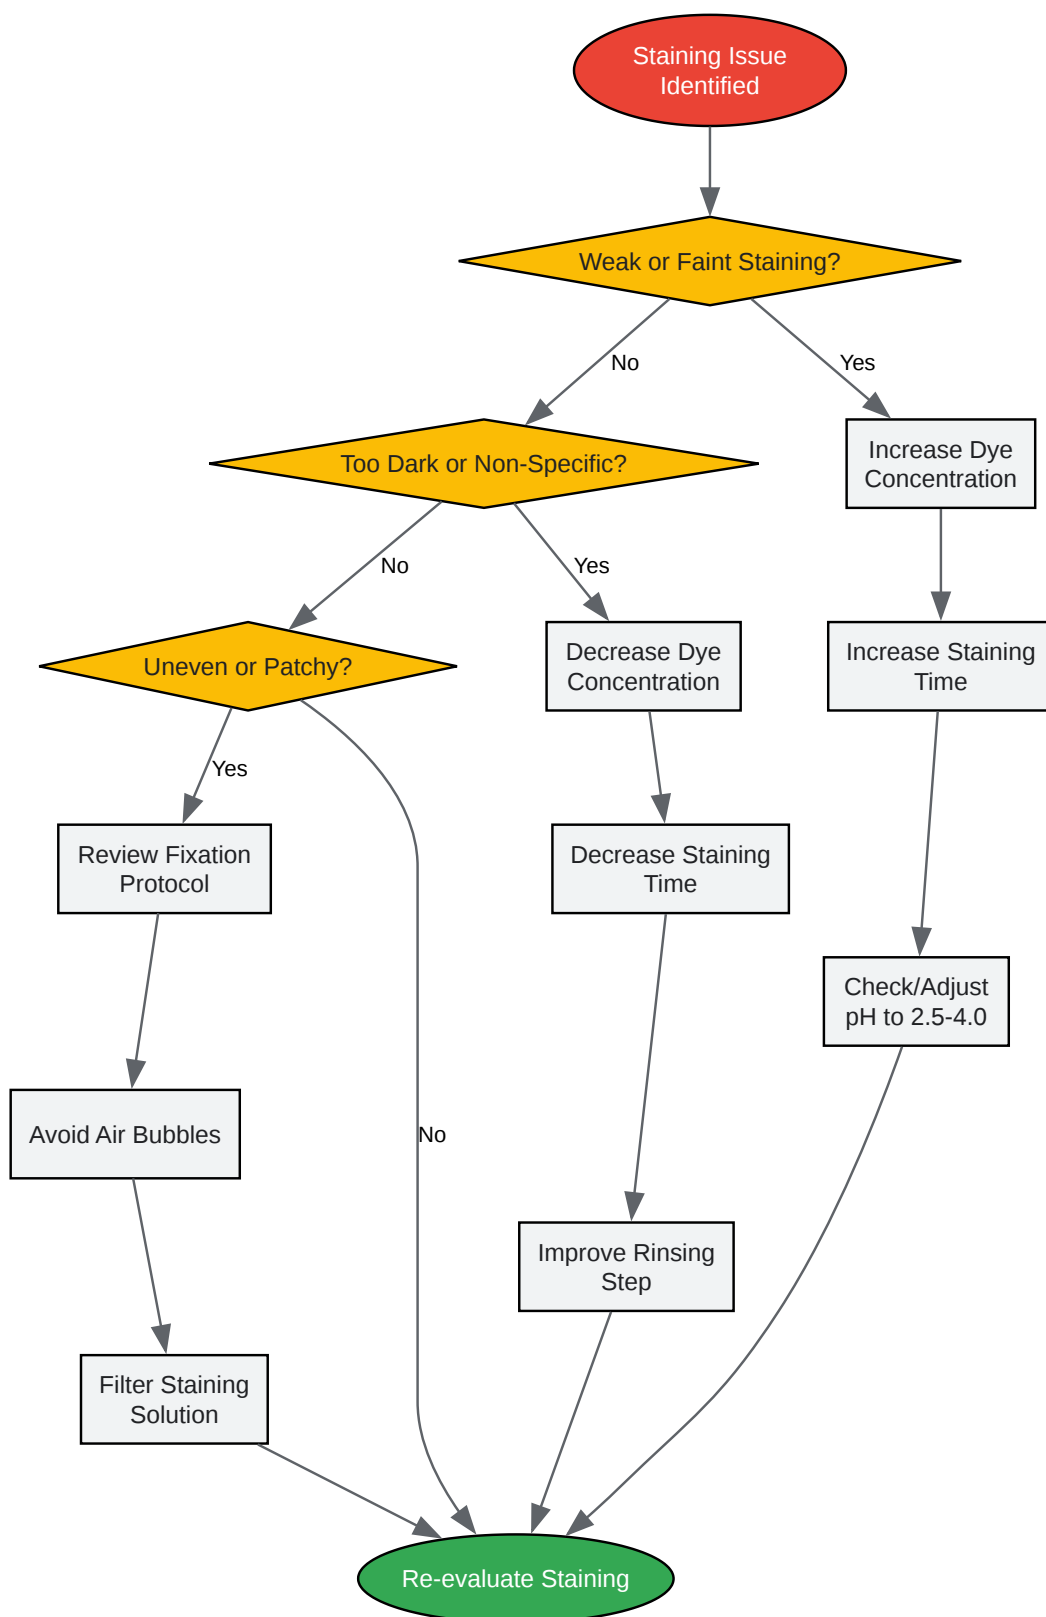 Staining Issue
Identified
Weak or Faint Staining?
No
Yes
Too Dark or Non-Specific?
Increase Dye
Concentration
No
Yes
Uneven or Patchy?
Decrease Dye
Concentration
Increase Staining
Time
Yes
Review Fixation
Protocol
Decrease Staining
Time
Check/Adjust
pH to 2.5-4.0
Avoid Air Bubbles
No
Improve Rinsing
Step
Filter Staining
Solution
Re-evaluate Staining